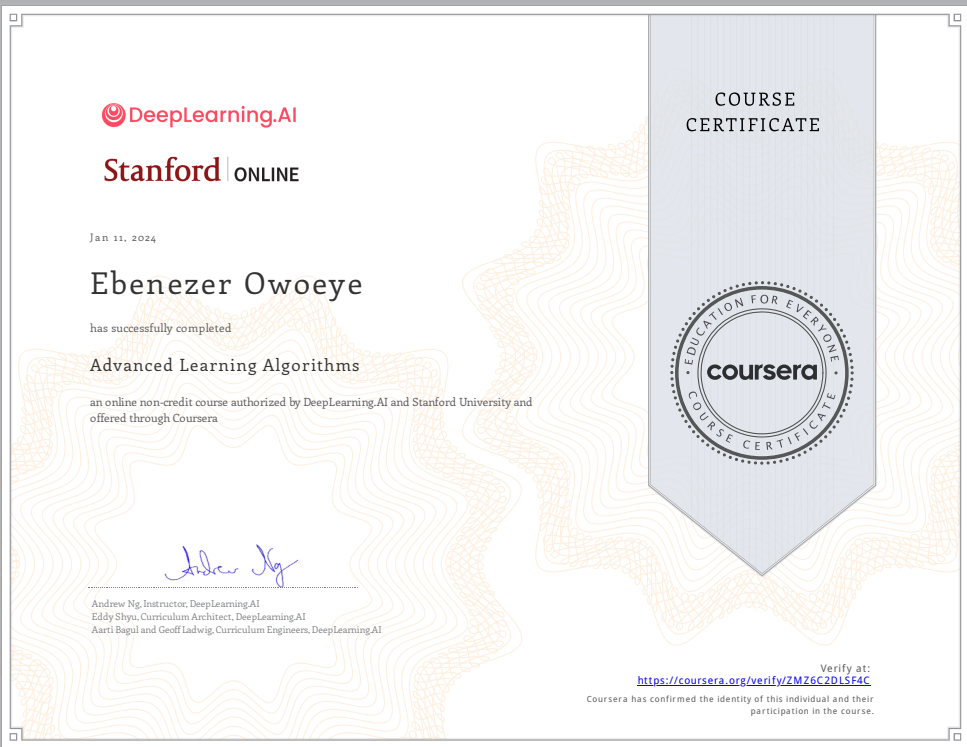 DeepLearning.AI
Stanford ONLINE
Jan 11, 2024
Ebenezer Owoeye
has successfully completed
Advanced Learning Algorithms
an online non-credit course authorized by DeepLearning.AI and Stanford University and
offered through Coursera
Andrew Ng
Andrew Ng, Instructor, DeepLearning.AI
Eddy Shyu, Curriculum Architect, DeepLearning.AI
Aarti Bagul and Geoff Ladwig, Curriculum Engineers, DeepLearning.AI
COURSE
CERTIFICATE
EDUCATION FOR EVERYONE
coursera
COURSE CERTIFICATE
Verify at:
https://coursera.org/verify/ZMZ6C2DLSF4C
Coursera has confirmed the identity of this individual and their
participation in the course.